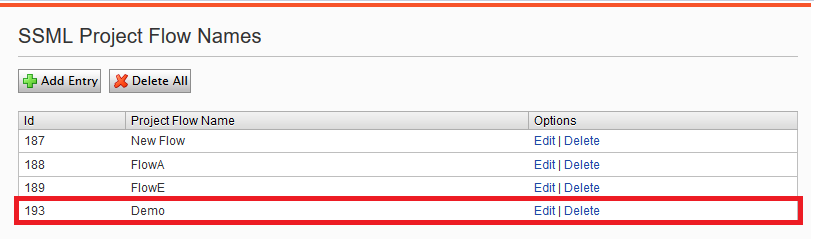 SSML Project Flow Names
Add Entry Delete All
Id Project Flow Name Options
187 New Flow Edit | Delete
188 FlowA Edit | Delete
189 FlowE Edit | Delete
193 Demo Edit | Delete